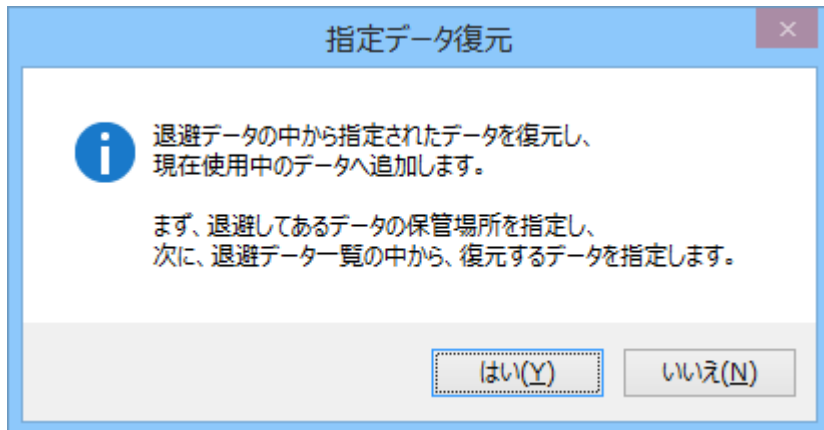 指定データ復元
退避データの中から指定されたデータを復元し、
現在使用中のデータへ追加します。
まず、退避してあるデータの保管場所を指定し、
次に、退避データ一覧の中から、復元するデータを指定します。
はい(Y)
いいえ(N)